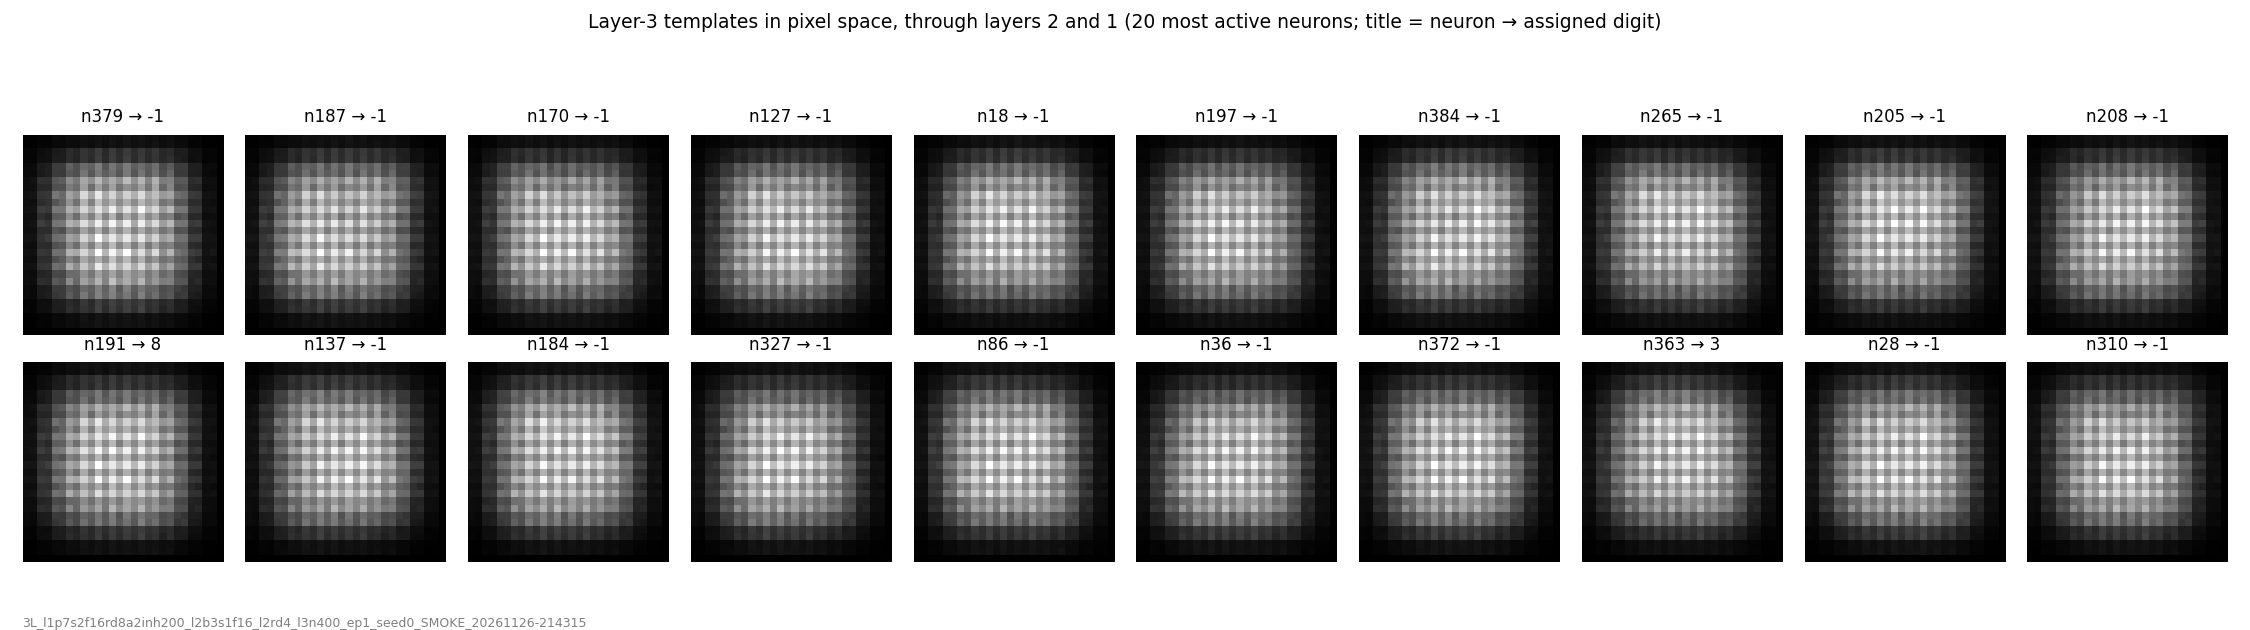 Layer-3 templates in pixel space, through layers 2 and 1 (20 most active neurons; title = neuron → assigned digit)
n379 → -1 n187 → -1 n170 → -1 n127 → -1 n18 → -1 n197 → -1 n384 → -1 n265 → -1 n205 → -1 n208 → -1
n191 → 8 n137 → -1 n184 → -1 n327 → -1 n86 → -1 n36 → -1 n372 → -1 n363 → 3 n28 → -1 n310 → -1
3L_l1p7s2f16rd8a2inh200_l2b3s1f16_l2rd4_l3n400_ep1_seed0_SMOKE_20261126-214315